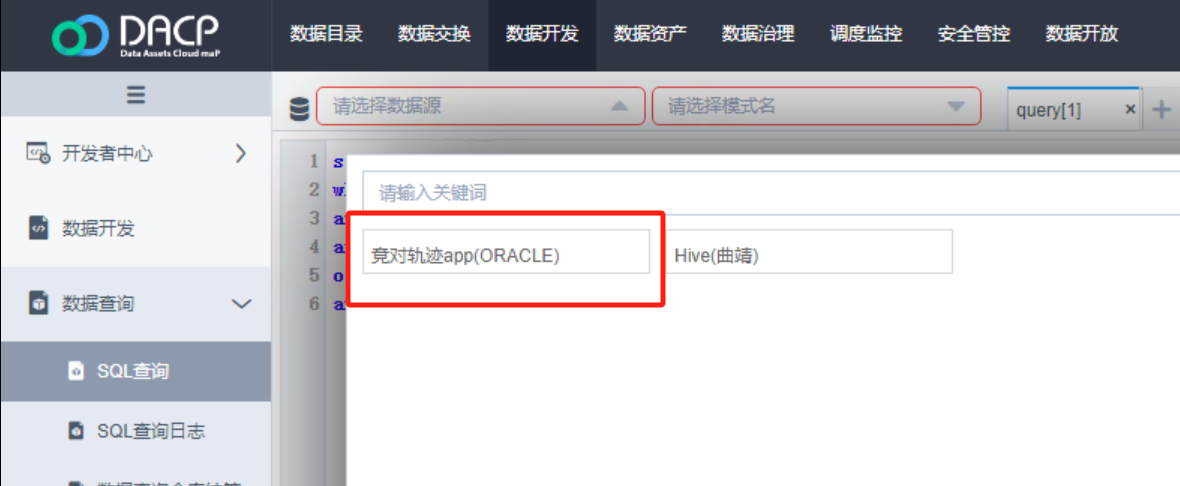 DACP
Data Assets Cloud maP
数据目录 数据交换 数据开发 数据资产 数据治理 调度监控 安全管控 数据开放
请选择数据源 请选择模式名 query[1] ×
开发者中心
数据开发
数据查询
SQL查询
SQL查询日志
1 s
2 w
3 a
4 a
5 o
6 a
请输入关键词
竞对轨迹app(ORACLE) Hive(曲靖)